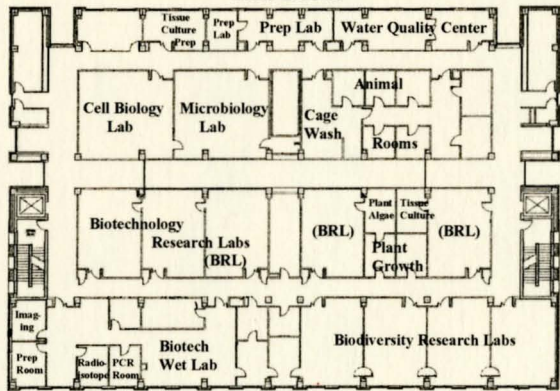 Tissue
Culture
Prep
Prep
Lab
Prep Lab
Water Quality Center
Cell Biology
Lab
Microbiology
Lab
Cage
Wash
Animal
Rooms
Biotechnology
Research Labs
(BRL)
(BRL)
Plant
Algae
Tissue
Culture
(BRL)
Plant
Growth
Imag-
ing
Prep
Room
Radio-
isotope
PCR
Room
Biotech
Wet Lab
Biodiversity Research Labs